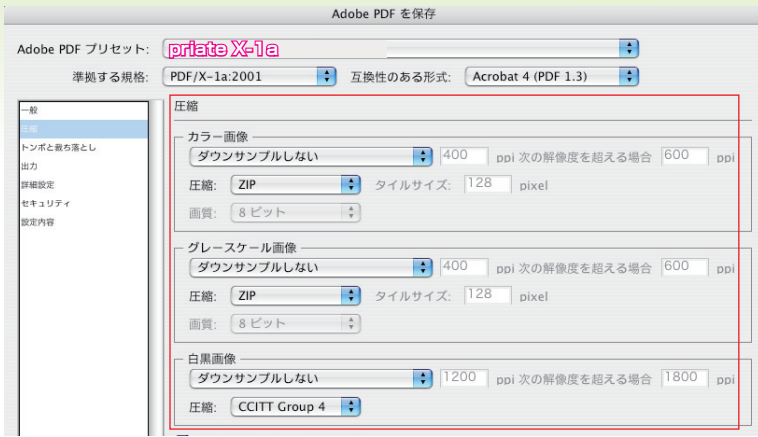 Adobe PDF を保存
Adobe PDF プリセット: priate X-1a
準拠する規格: PDF/X-1a:2001 互換性のある形式: Acrobat 4 (PDF 1.3)
一般
圧縮
トンボと裁ち落とし
出力
詳細設定
セキュリティ
設定内容
圧縮
カラー画像
ダウンサンプルしない 400 ppi 次の解像度を超える場合 600 ppi
圧縮: ZIP タイルサイズ: 128 pixel
画質: 8 ビット
グレースケール画像
ダウンサンプルしない 400 ppi 次の解像度を超える場合 600 ppi
圧縮: ZIP タイルサイズ: 128 pixel
画質: 8 ビット
白黒画像
ダウンサンプルしない 1200 ppi 次の解像度を超える場合 1800 ppi
圧縮: CCITT Group 4